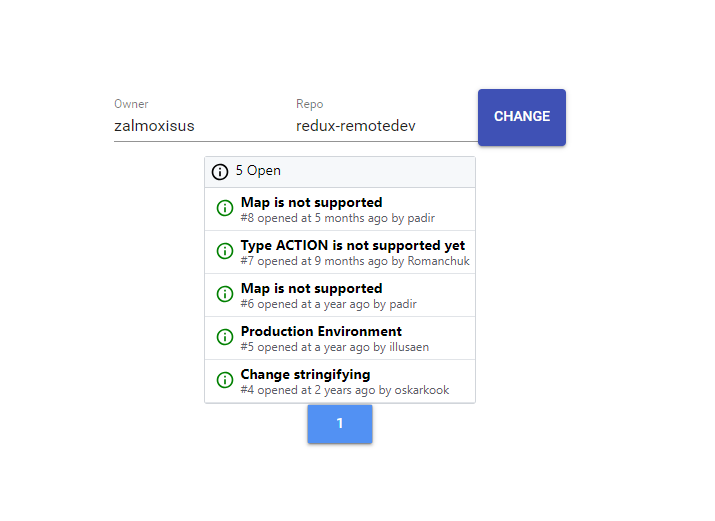 Owner
Repo
zalmoxisus
redux-remotedev
CHANGE
5 Open
Map is not supported
#8 opened at 5 months ago by padir
Type ACTION is not supported yet
#7 opened at 9 months ago by Romanchuk
Map is not supported
#6 opened at a year ago by padir
Production Environment
#5 opened at a year ago by illusaen
Change stringifying
#4 opened at 2 years ago by oskarkook
1